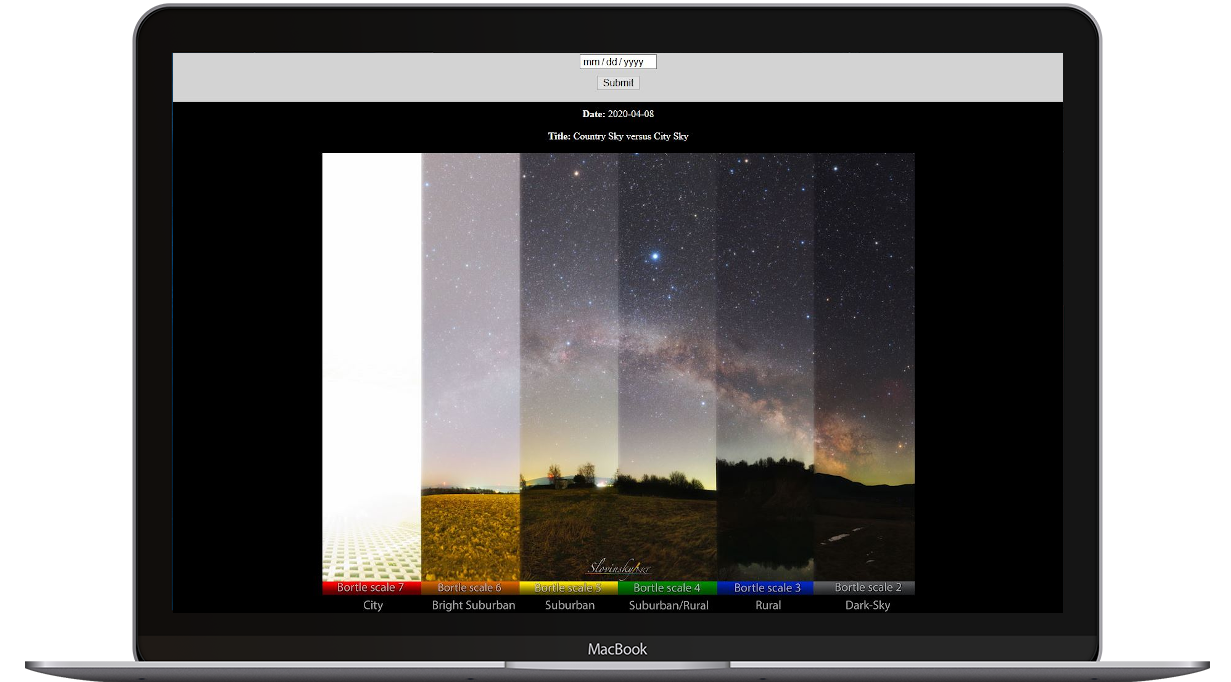 mm / dd / yyyy
Submit
Date: 2020-04-08
Title: Country Sky versus City Sky
Slovinsky.art
Bortle scale 7 Bortle scale 6 Bortle scale 5 Bortle scale 4 Bortle scale 3 Bortle scale 2
City Bright Suburban Suburban Suburban/Rural Rural Dark-Sky
MacBook